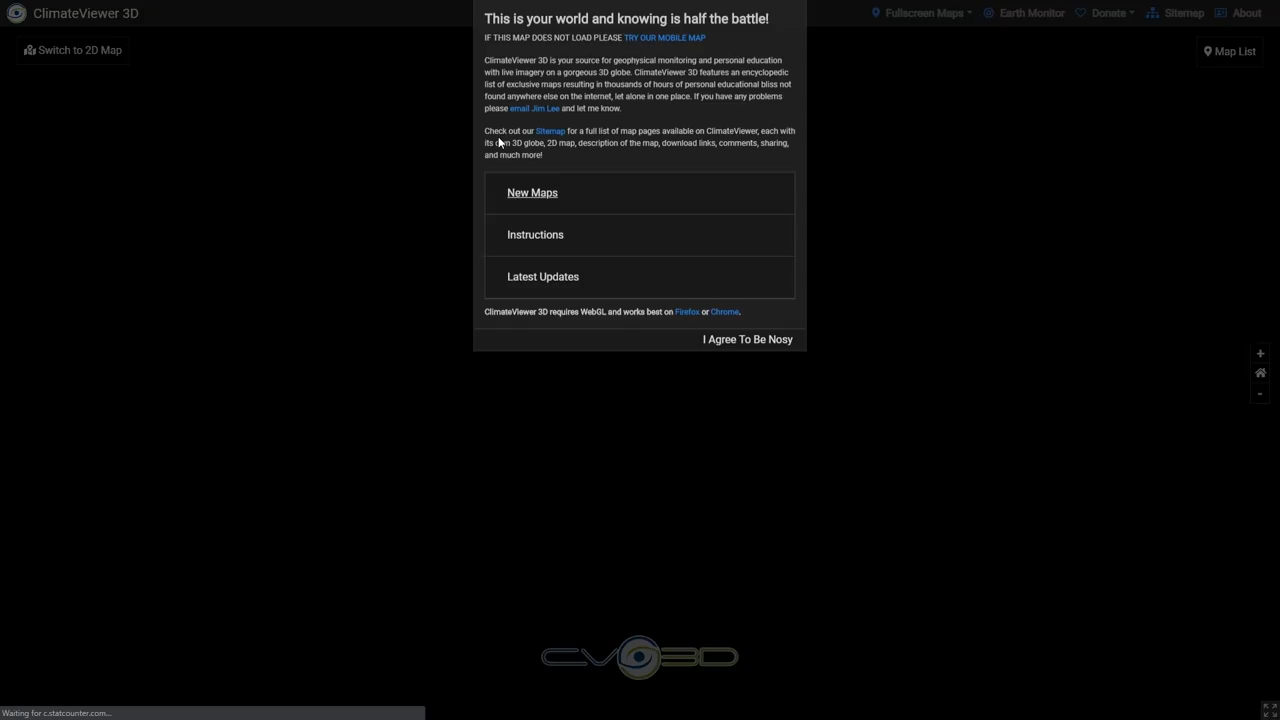 ClimateViewer 3D
Fullscreen Maps
Earth Monitor
Donate
Sitemap
About
Switch to 2D Map
Map List
This is your world and knowing is half the battle!
IF THIS MAP DOES NOT LOAD PLEASE TRY OUR MOBILE MAP
ClimateViewer 3D is your source for geophysical monitoring and personal education
with live imagery on a gorgeous 3D globe. ClimateViewer 3D features an encyclopedic
list of exclusive maps resulting in thousands of hours of personal educational bliss not
found anywhere else on the internet, let alone in one place. If you have any problems
please email Jim Lee and let me know.
Check out our Sitemap for a full list of map pages available on ClimateViewer, each with
its own 3D globe, 2D map, description of the map, download links, comments, sharing,
and much more!
New Maps
Instructions
Latest Updates
ClimateViewer 3D requires WebGL and works best on Firefox or Chrome.
I Agree To Be Nosy
+
-
CV3D
Waiting for c.statcounter.com...